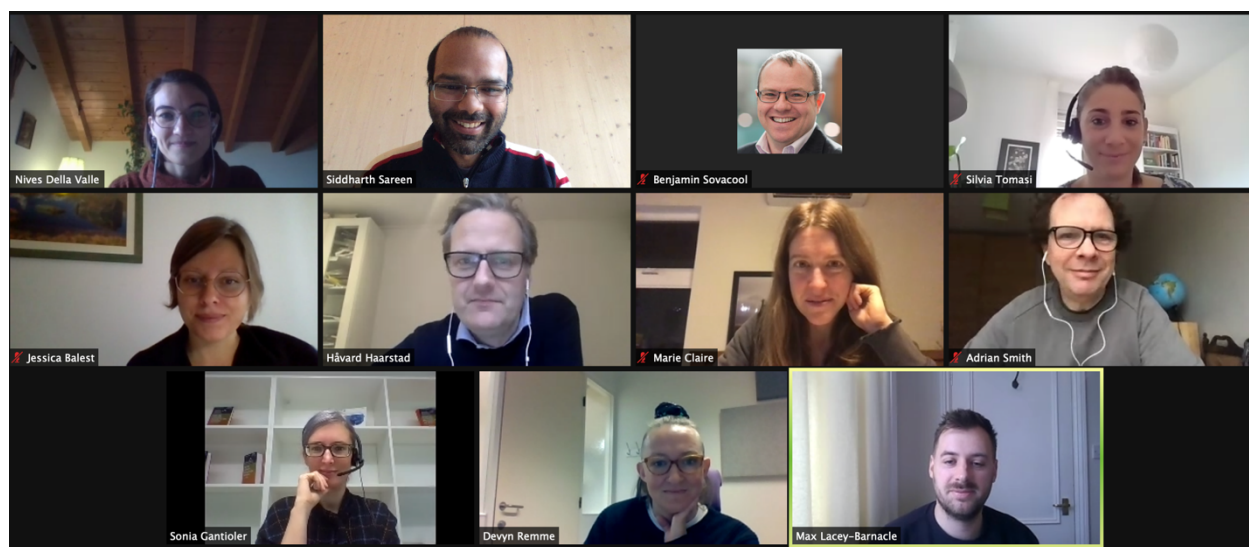 Nives Della Valle
Siddharth Sareen
Benjamin Sovacool
Silvia Tomasi
Jessica Balest
Håvard Haarstad
Marie Claire
Adrian Smith
Sonia Gantioler
Devyn Remme
Max Lacey-Barnacle